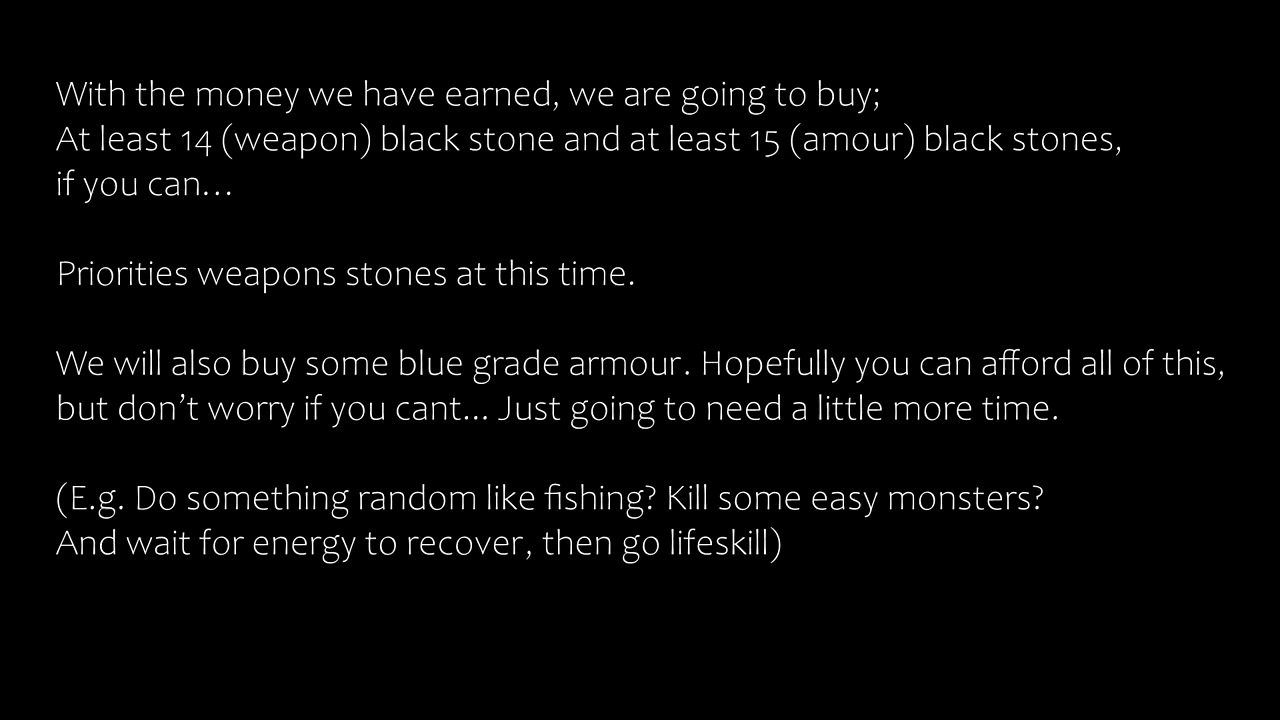 With the money we have earned, we are going to buy;
At least 14 (weapon) black stone and at least 15 (amour) black stones,
if you can...
Priorities weapons stones at this time.
We will also buy some blue grade armour. Hopefully you can afford all of this,
but don’t worry if you cant... Just going to need a little more time.
(E.g. Do something random like fishing? Kill some easy monsters?
And wait for energy to recover, then go lifeskill)